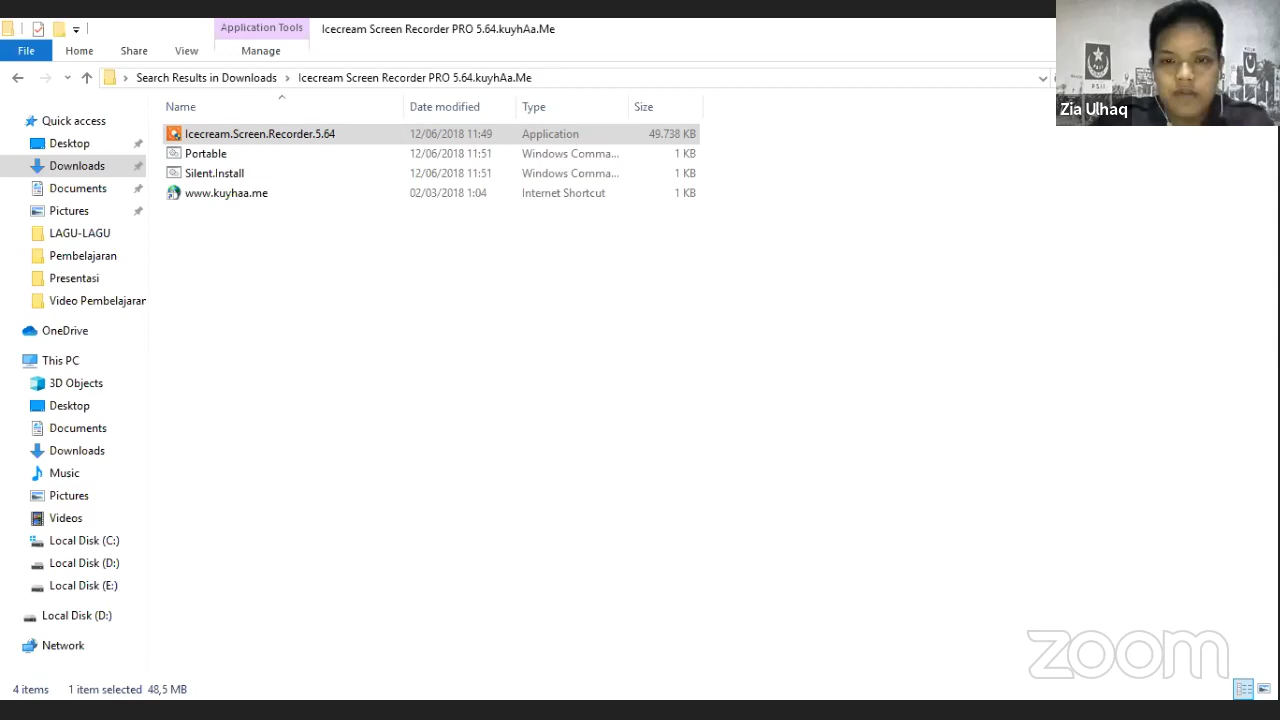 Application Tools
Icecream Screen Recorder PRO 5.64.kuyhAa.Me
File Home Share View Manage
Search Results in Downloads Icecream Screen Recorder PRO 5.64.kuyhAa.Me
Zia Ulhaq
Name Date modified Type Size
Icecream.Screen.Recorder.5.64 12/06/2018 11:49 Application 49.738 KB
Portable 12/06/2018 11:51 Windows Comma... 1 KB
Silent.Install 12/06/2018 11:51 Windows Comma... 1 KB
www.kuyhaa.me 02/03/2018 1:04 Internet Shortcut 1 KB
Quick access
Desktop
Downloads
Documents
Pictures
LAGU-LAGU
Pembelajaran
Presentasi
Video Pembelajaran
OneDrive
This PC
3D Objects
Desktop
Documents
Downloads
Music
Pictures
Videos
Local Disk (C:)
Local Disk (D:)
Local Disk (E:)
Local Disk (D:)
Network
zoom
4 items 1 item selected 48,5 MB